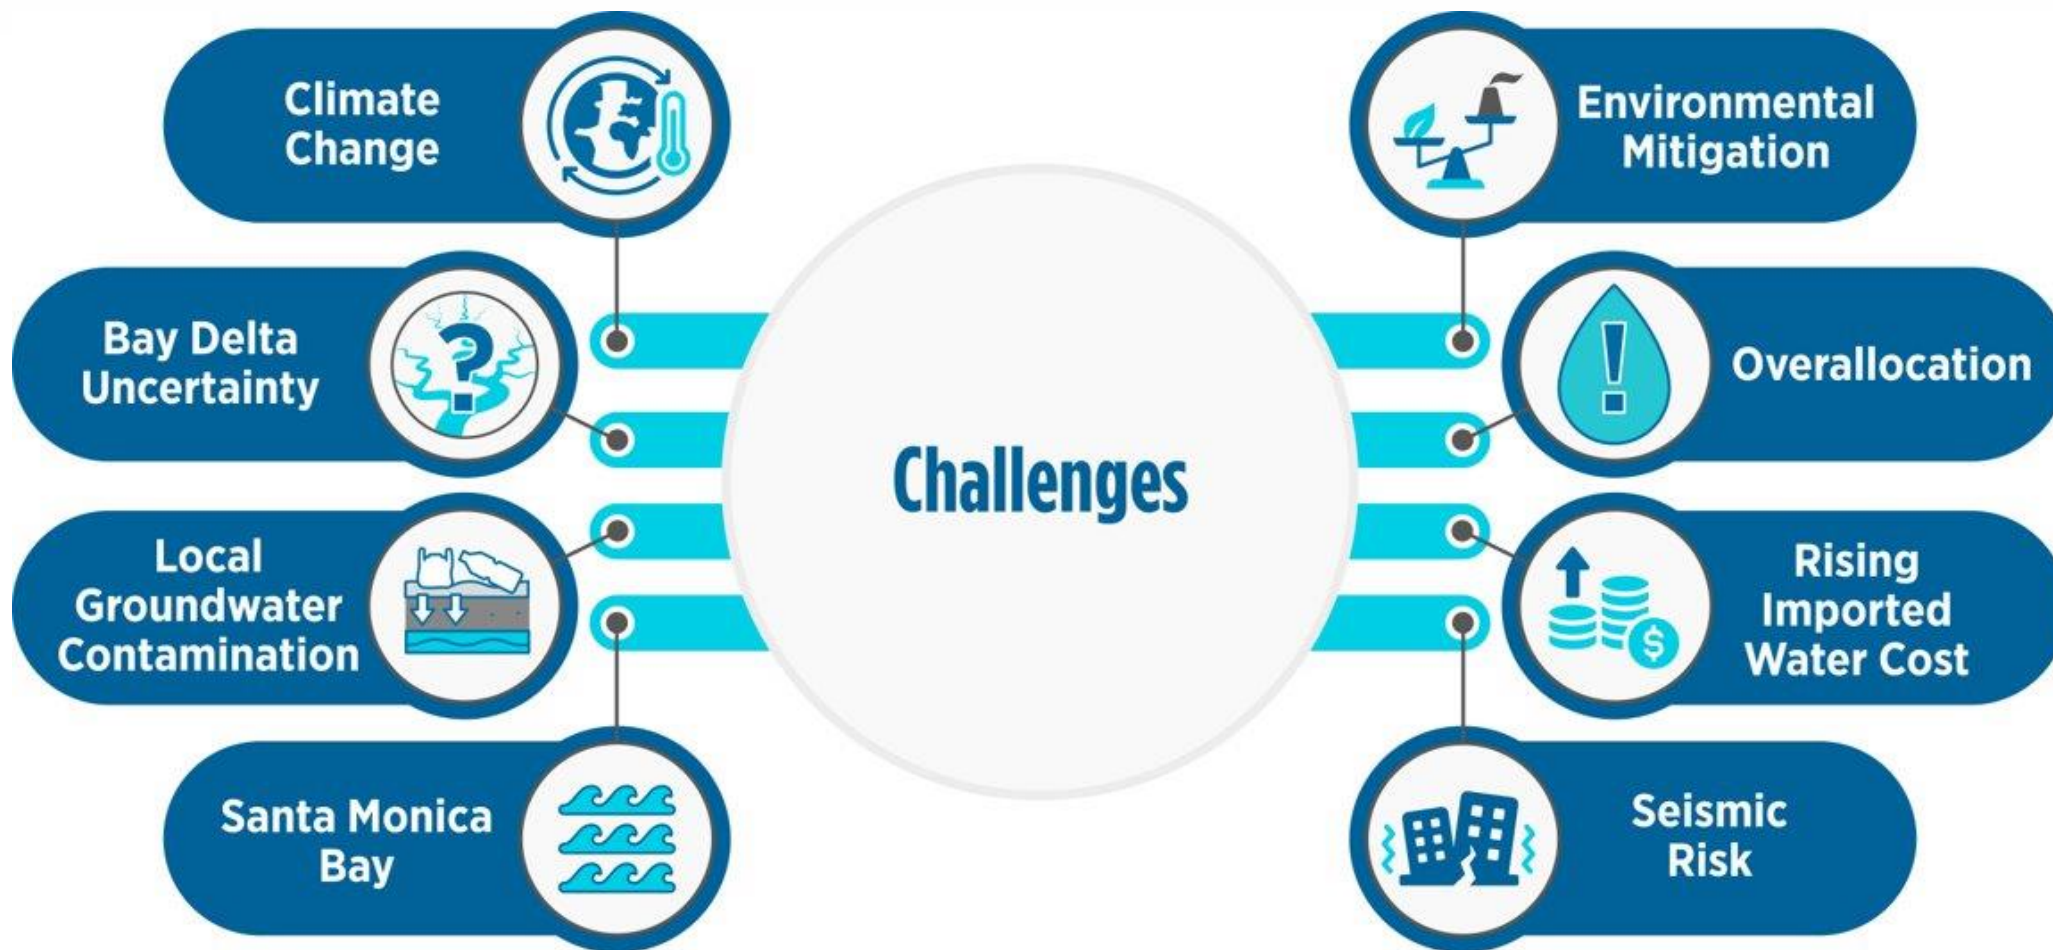 Climate
Change
Bay Delta
Uncertainty
Local
Groundwater
Contamination
Santa Monica
Bay
Challenges
Environmental
Mitigation
Overallocation
Rising
Imported
Water Cost
$
Seismic
Risk